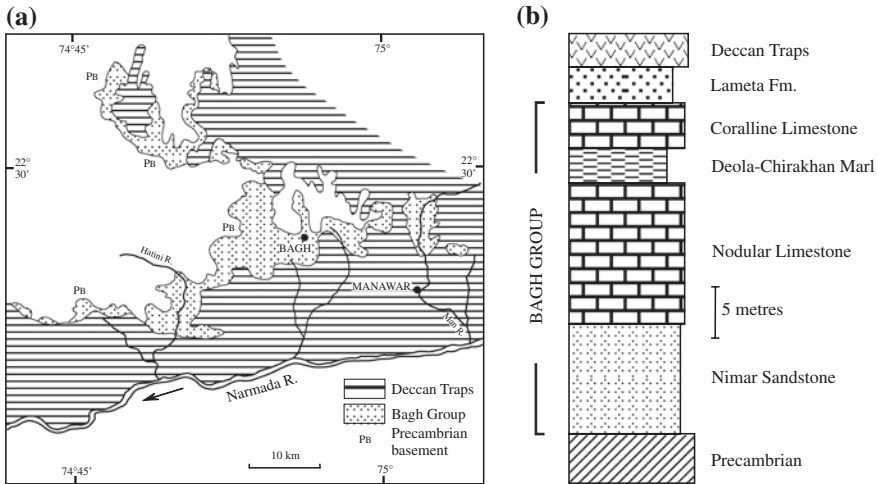 (a)
74°45'
75°
PB
22°
30'
22°
30'
PB
PB
BAGH
Hatini R.
MANAWAR
PB
Man R.
Narmada R.
Deccan Traps
Bagh Group
PB Precambrian
basement
10 km
74°45'
75°
(b)
Deccan Traps
Lameta Fm.
Coralline Limestone
Deola-Chirakhan Marl
BAGH GROUP
Nodular Limestone
5 metres
Nimar Sandstone
Precambrian